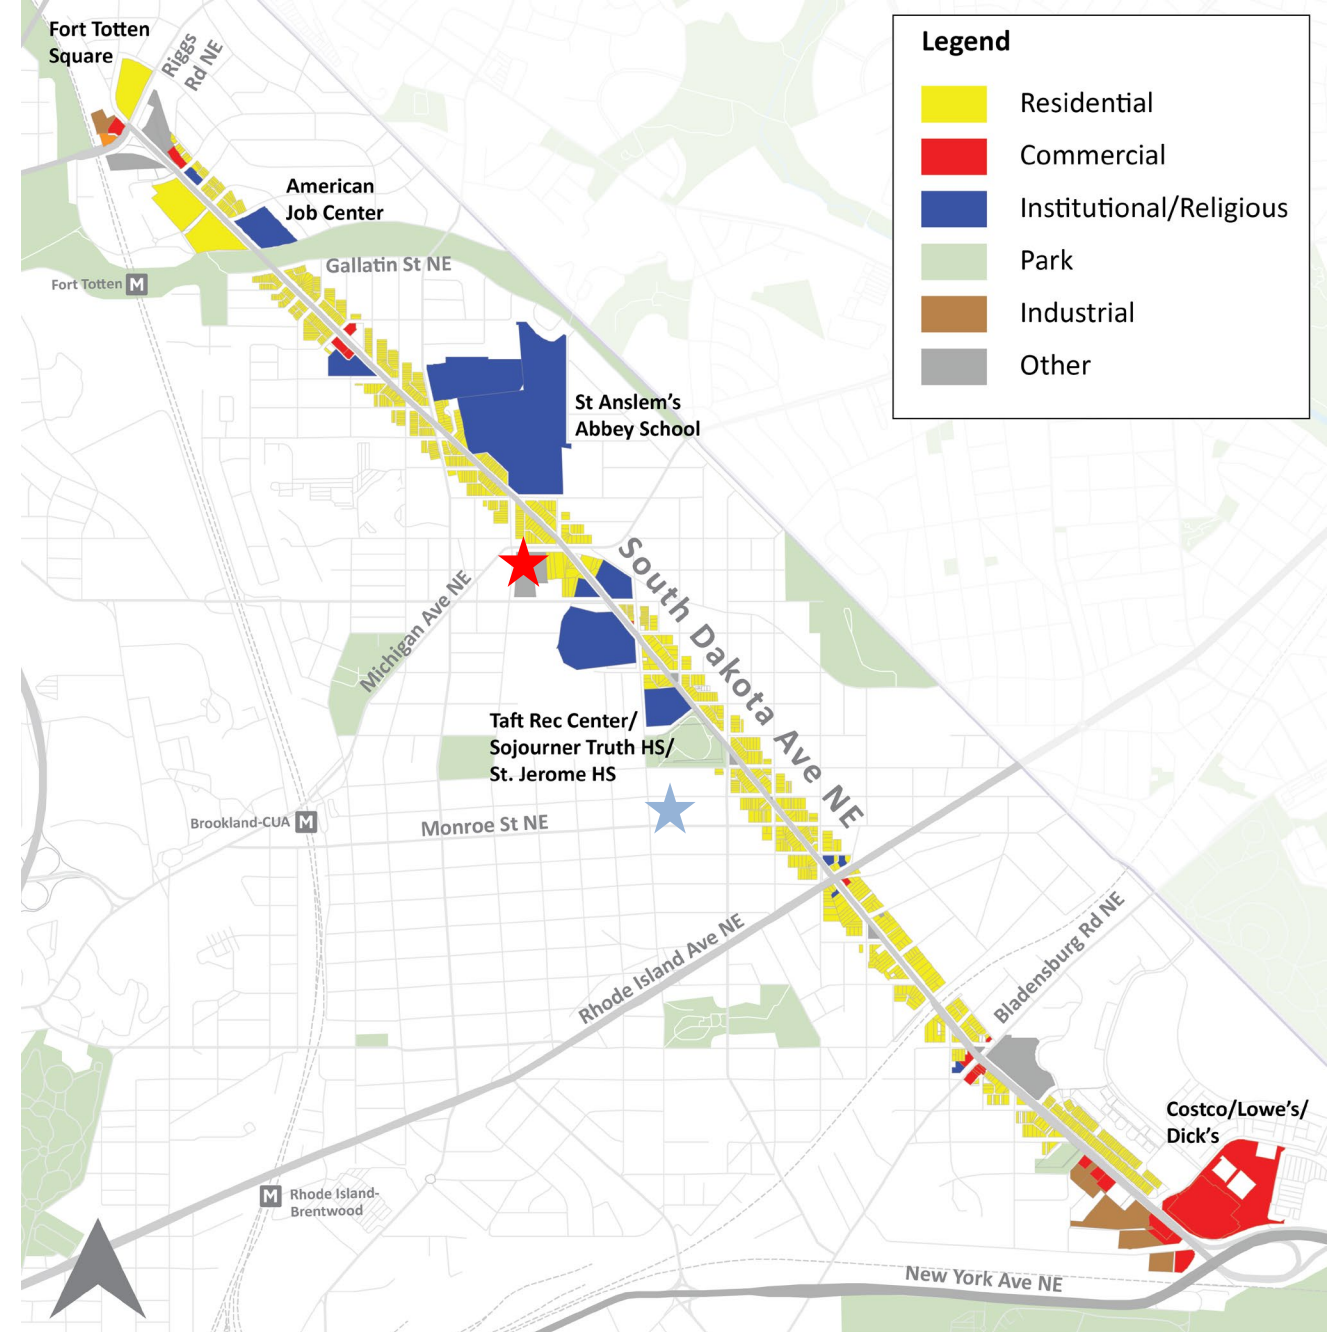 Fort Totten
Square
Riggs
Rd NE
Legend
Residential
Commercial
Institutional/Religious
Park
Industrial
Other
American
Job Center
Gallatin St NE
Fort Totten M
St Anslem's
Abbey School
South Dakota Ave NE
Michigan Ave NE
Taft Rec Center/
Sojourner Truth HS/
St. Jerome HS
Brookland-CUA M
Monroe St NE
Rhode Island Ave NE
Bladensburg Rd NE
Costco/Lowe's/
Dick's
M Rhode Island-
Brentwood
New York Ave NE